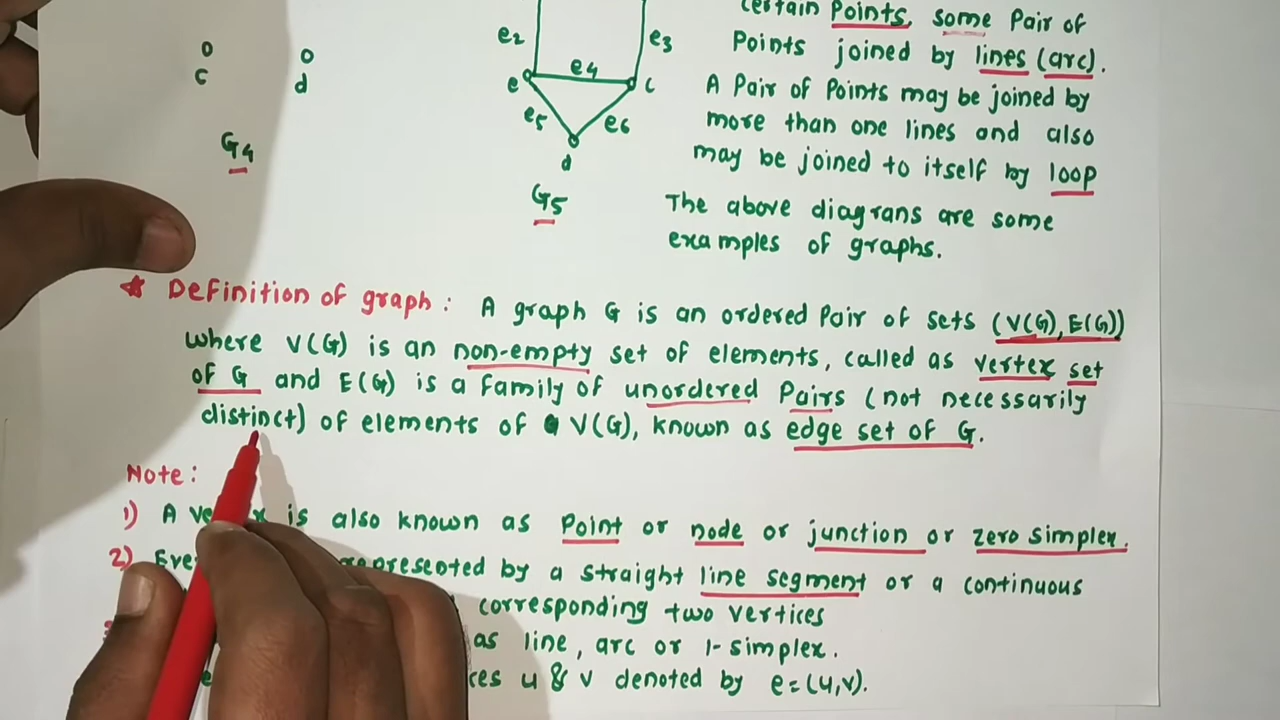 certain points, some pair of
points joined by lines (arc).
A pair of points may be joined by
more than one lines and also
may be joined to itself by loop
The above diagrans are some
examples of graphs.
c
d
G4
e2
e3
e4
e
c
e5
e6
d
G5
* Definition of graph: A graph G is an ordered pair of sets (V(G),E(G))
where V(G) is an non-empty set of elements, called as vertex set
of G and E(G) is a family of unordered pairs (not necessarily
distinct) of elements of V(G), known as edge set of G.
Note:
1) A is also known as point or node or junction or zero simplex.
2) represented by a straight line segment or a continuous
corresponding two vertices
as line, arc or 1-simplex.
u & v denoted by e=(u,v).